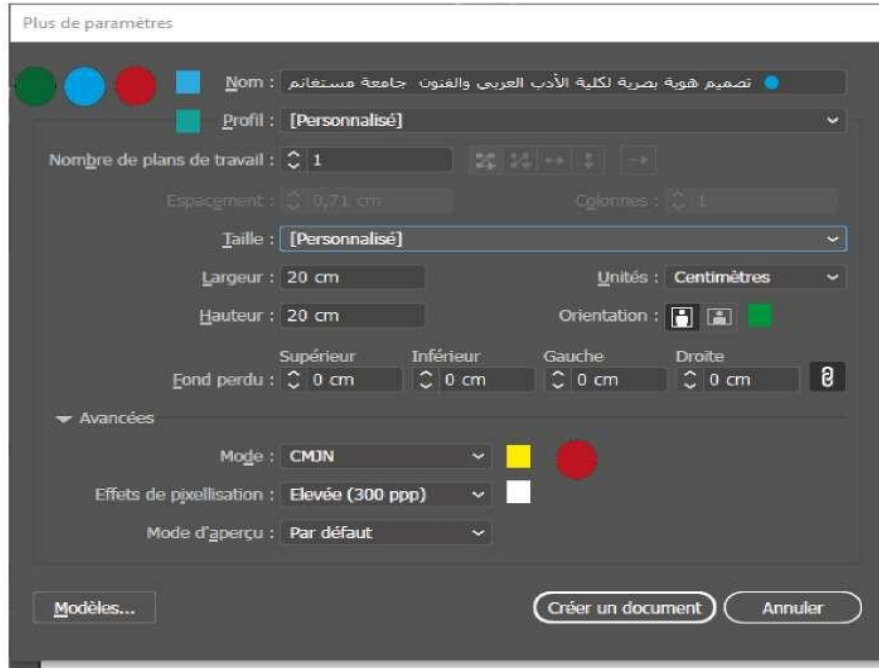 Plus de paramètres
Nom : تصميم هوية بصرية لكلية الأدب العربي والفنون جامعة مستغانم
Profil : [Personnalisé]
Nombre de plans de travail : 1
Espacement : 0,71 cm Colonnes : 1
Taille : [Personnalisé]
Largeur : 20 cm Unités : Centimètres
Hauteur : 20 cm Orientation :
Supérieur Inférieur Gauche Droite
Fond perdu : 0 cm 0 cm 0 cm 0 cm
Avancées
Mode : CMJN
Effets de pixellisation : Elevée (300 ppp)
Mode d'aperçu : Par défaut
Modèles... Créer un document Annuler